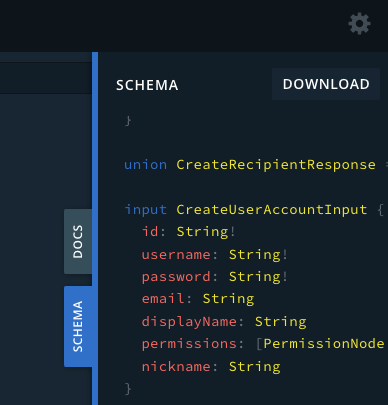 SCHEMA
DOWNLOAD
}
union CreateRecipientResponse =
input CreateUserAccountInput {
id: String!
username: String!
password: String!
email: String
displayName: String
permissions: [PermissionNode
nickname: String
}
DOCS
SCHEMA